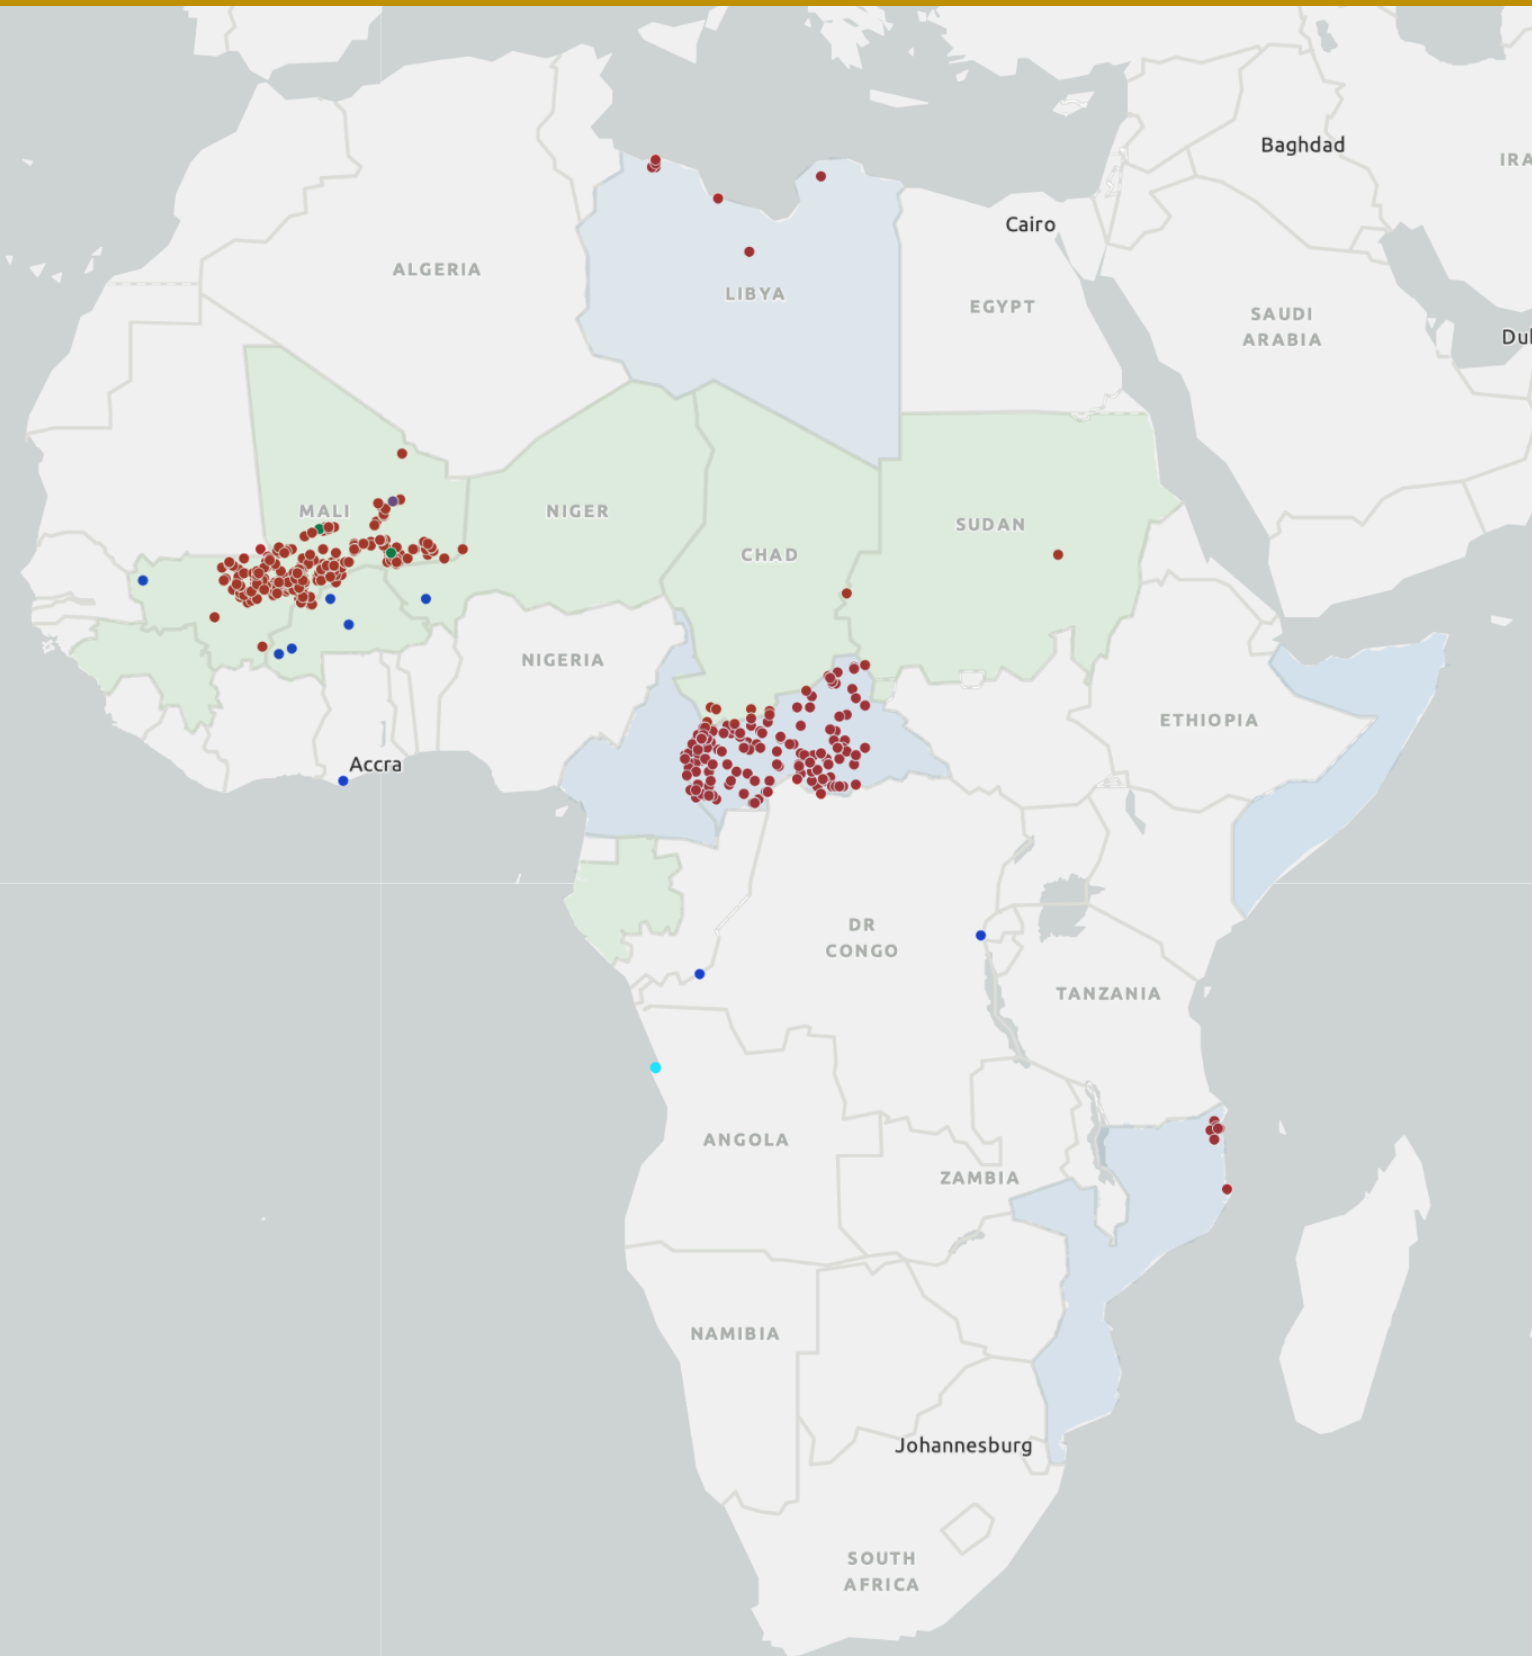 Baghdad
IRA
Cairo
ALGERIA
LIBYA
EGYPT
SAUDI
ARABIA
Dul
MALI
NIGER
CHAD
SUDAN
NIGERIA
ETHIOPIA
Accra
DR
CONGO
TANZANIA
ANGOLA
ZAMBIA
NAMIBIA
Johannesburg
SOUTH
AFRICA